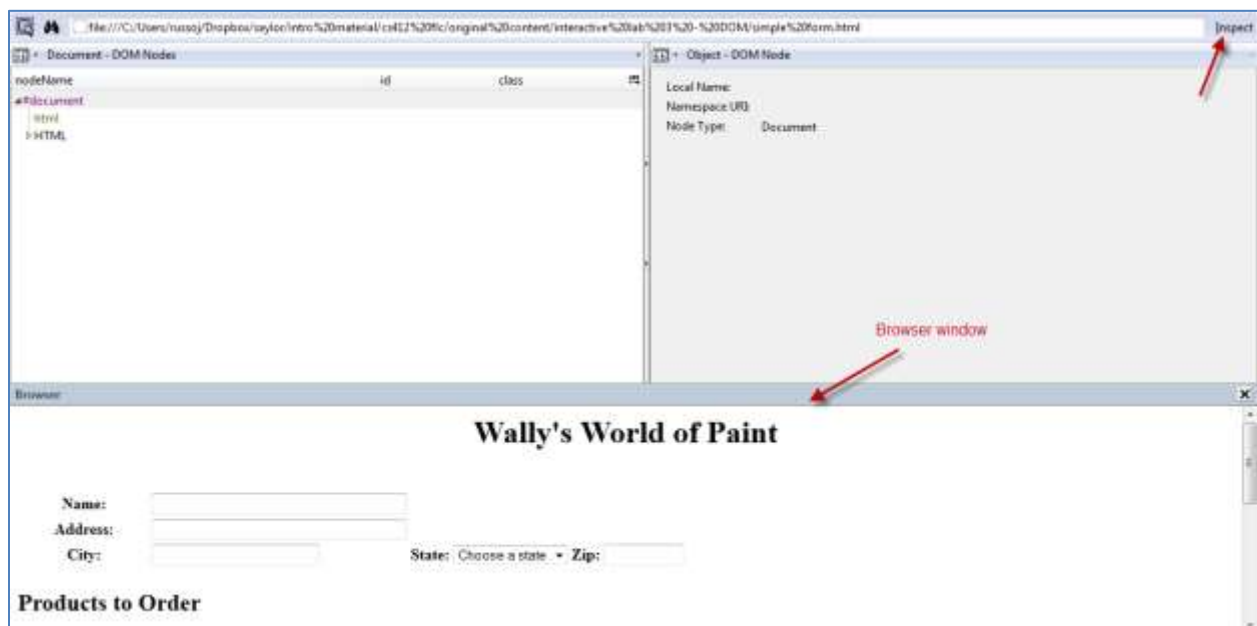 file:///C:/Users/russoj/Dropbox/saylor/intro%20material/cs412%20flc/original%20content/interactive%20lab%203%20-%20DOM/simple%20form.html Inspect
Document - DOM Nodes
nodeName id class
#document
html
HTML
Object - DOM Node
Local Name:
Namespace URI:
Node Type: Document
Browser window
Browser
Wally's World of Paint
Name:
Address:
City: State: Choose a state Zip:
Products to Order